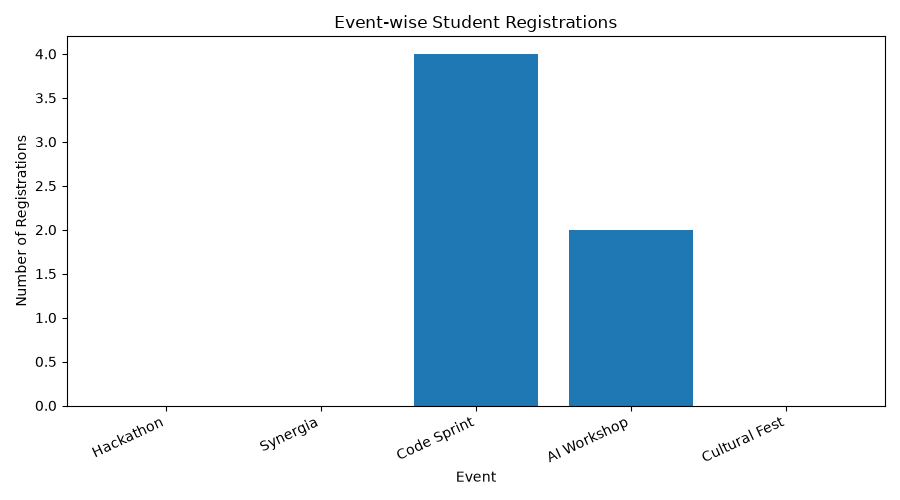 Event-wise Student Registrations
Number of Registrations
4.0
3.5
3.0
2.5
2.0
1.5
1.0
0.5
0.0
Hackathon
Synergia
Code Sprint
AI Workshop
Cultural Fest
Event